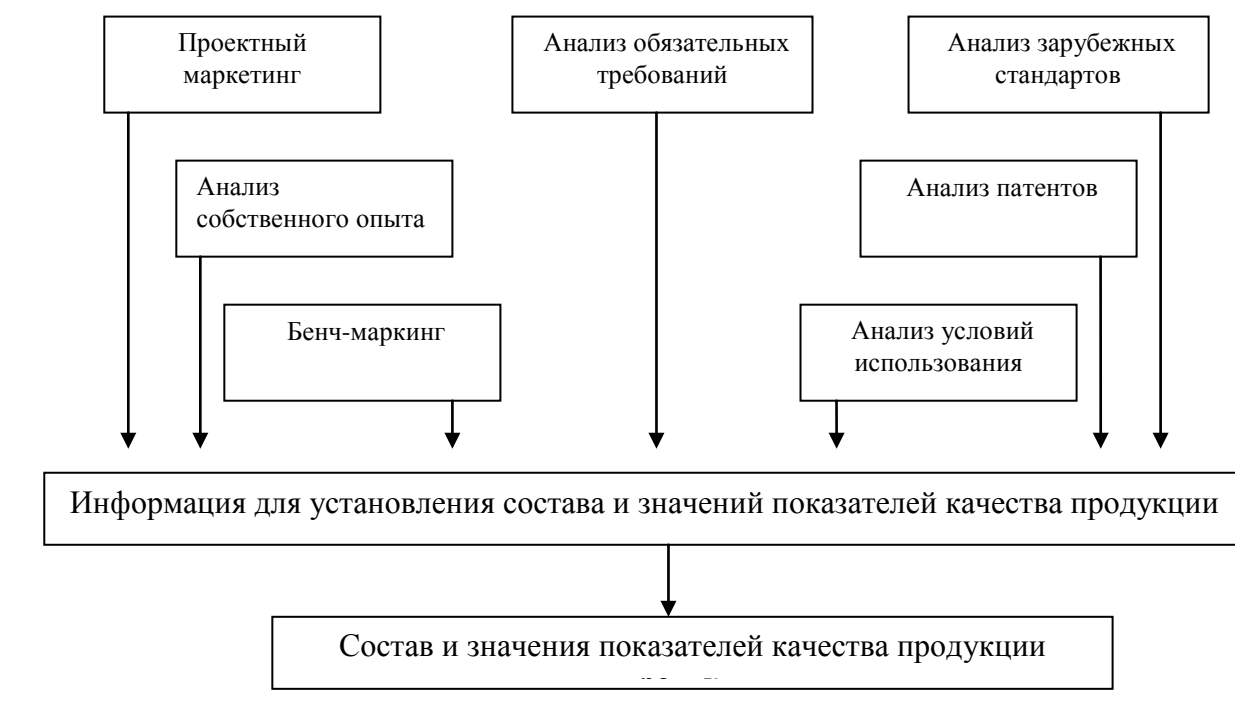 Проектный
маркетинг
Анализ обязательных
требований
Анализ зарубежных
стандартов
Анализ
собственного опыта
Анализ патентов
Бенч-маркинг
Анализ условий
использования
Информация для установления состава и значений показателей качества продукции
Состав и значения показателей качества продукции